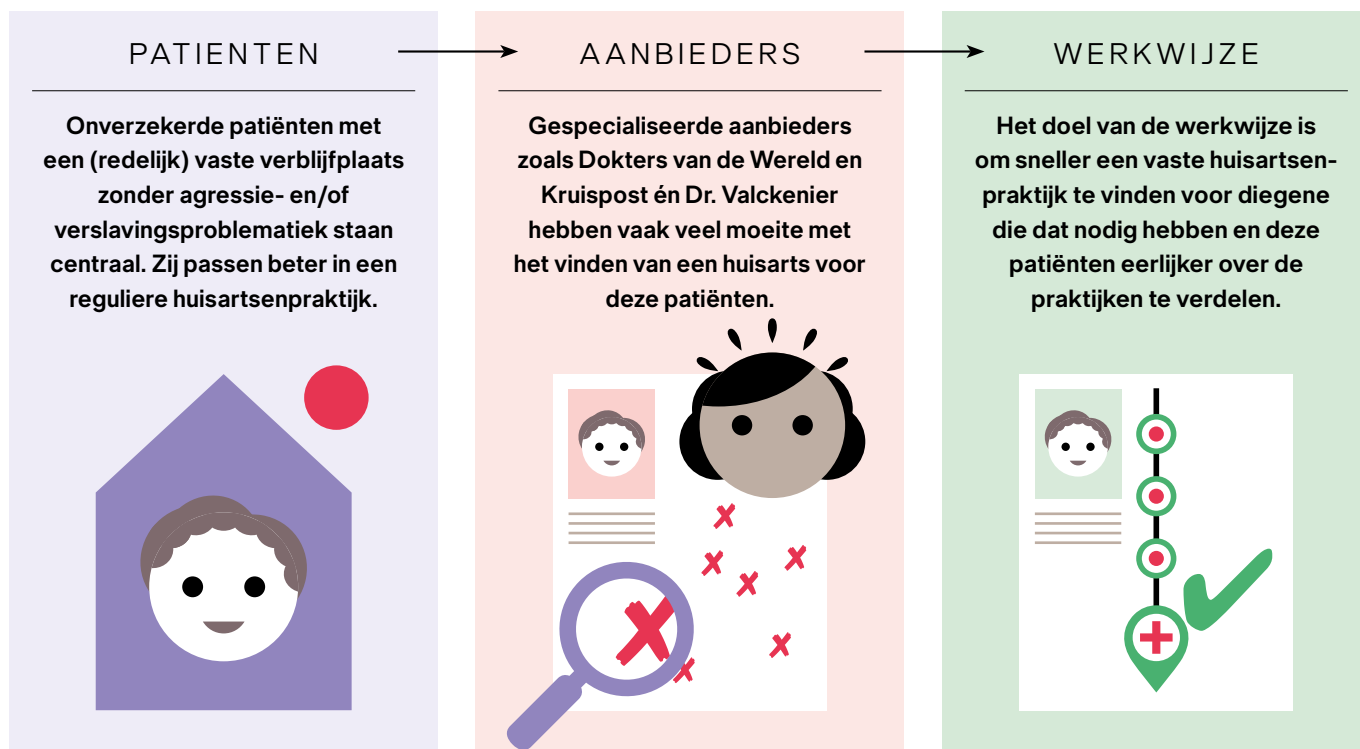 PATIENTEN
Onverzekerde patiënten met
een (redelijk) vaste verblijfplaats
zonder agressie- en/of
verslavingsproblematiek staan
centraal. Zij passen beter in een
reguliere huisartsenpraktijk.
AANBIEDERS
Gespecialiseerde aanbieders
zoals Dokters van de Wereld en
Kruispost én Dr. Valckenier
hebben vaak veel moeite met
het vinden van een huisarts voor
deze patiënten.
WERKWIJZE
Het doel van de werkwijze is
om sneller een vaste huisartsen-
praktijk te vinden voor diegene
die dat nodig hebben en deze
patiënten eerlijker over de
praktijken te verdelen.